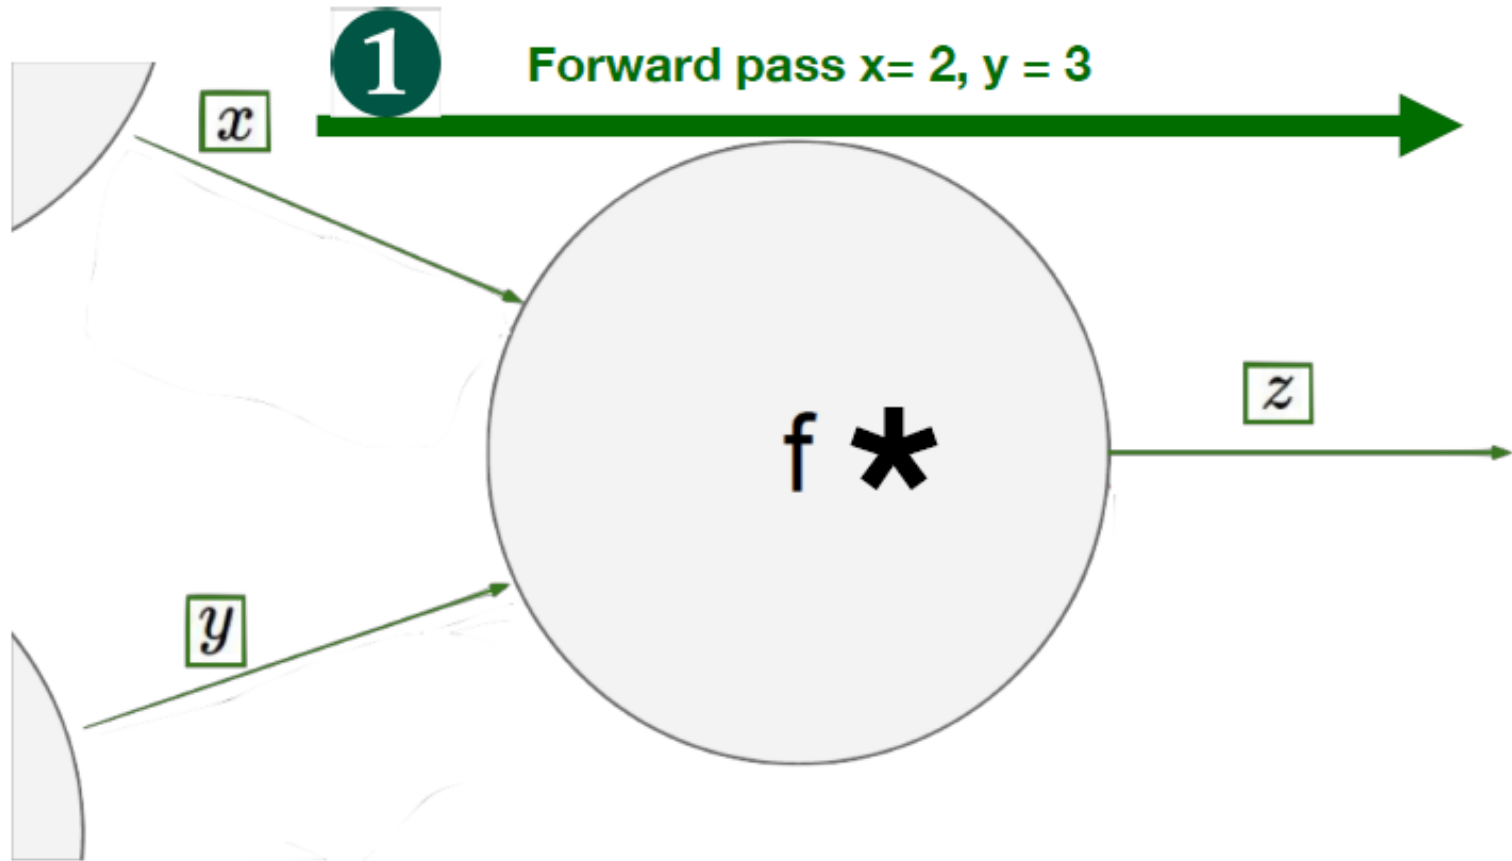 1
Forward pass x= 2, y = 3
x
z
f *
y